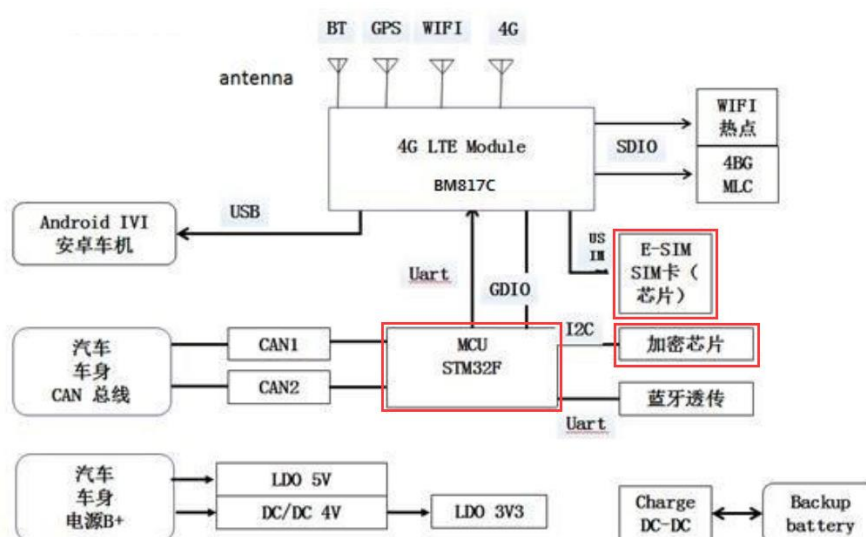 BT GPS WIFI 4G
antenna
4G LTE Module
BM817C
SDIO
WIFI
热点
4BG
MLC
USB
Android IVI
安卓车机
Uart
GDIO
US
IM
E-SIM
SIM卡（
芯片）
汽车
车身
CAN 总线
CAN1
CAN2
MCU
STM32F
I2C
加密芯片
蓝牙透传
Uart
汽车
车身
电源B+
LDO 5V
DC/DC 4V
LDO 3V3
Charge
DC-DC
Backup
battery